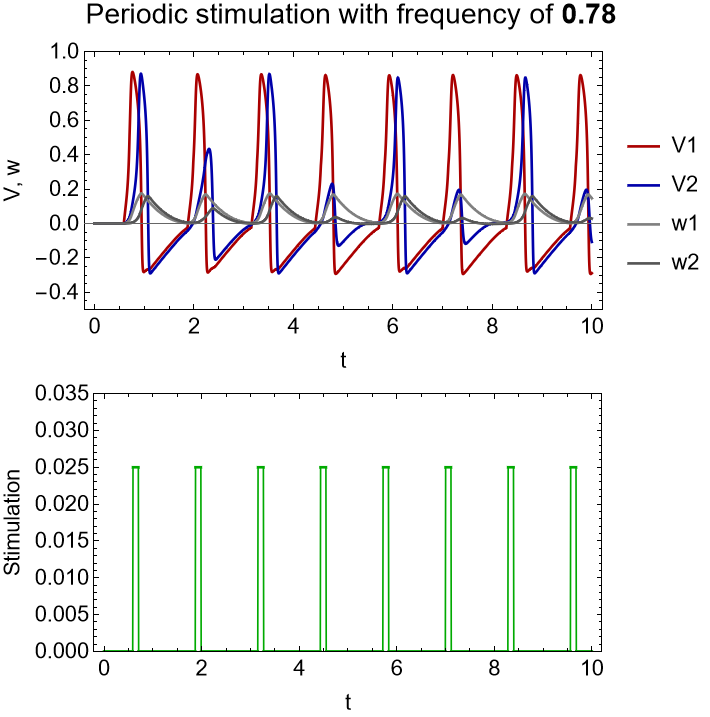 Periodic stimulation with frequency of 0.78
1.0
0.8
0.6
0.4
0.2
0.0
−0.2
−0.4
V, w
0 2 4 6 8 10
t
V1
V2
w1
w2
0.035
0.030
0.025
0.020
0.015
0.010
0.005
0.000
Stimulation
0 2 4 6 8 10
t